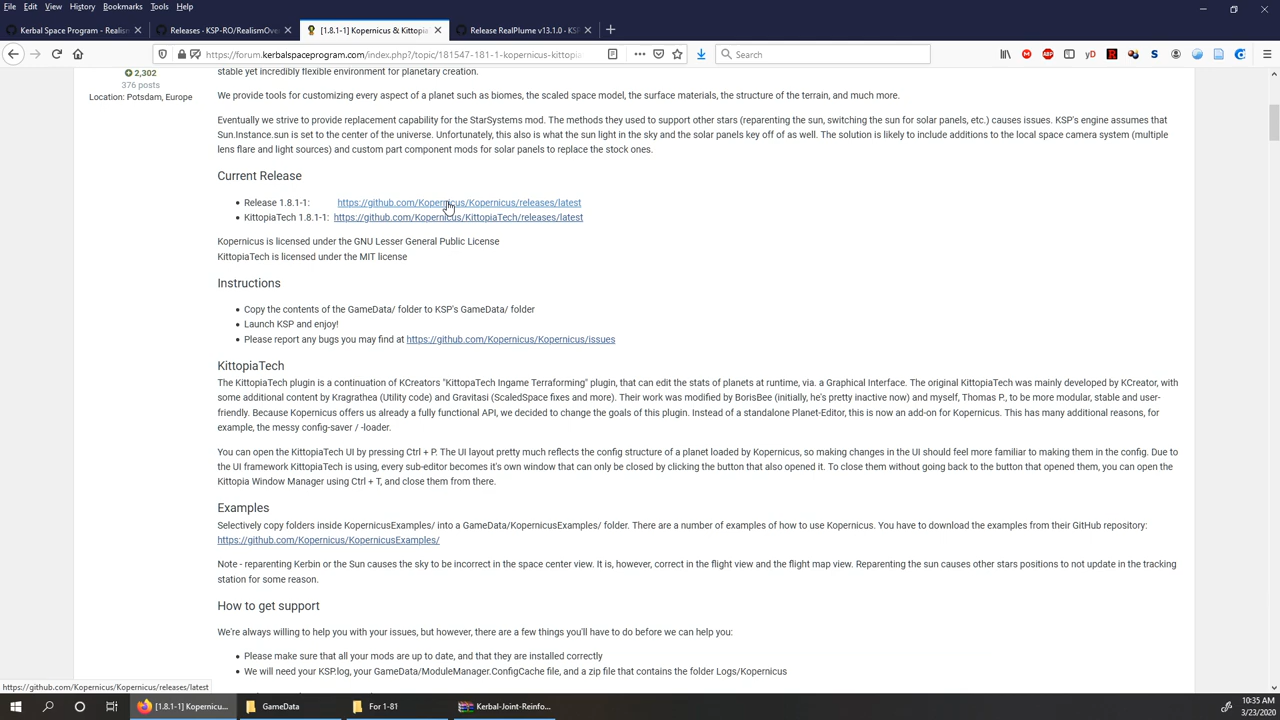 File Edit View History Bookmarks Tools Help
Kerbal Space Program - Realism
Releases · KSP-RO/RealismOve
[1.8.1-1] Kopernicus & Kittopia
Release RealPlume v13.1.0 · KSP
https://forum.kerbalspaceprogram.com/index.php?/topic/181547-181-1-kopernicus-kittopia
Search
2,302
376 posts
Location: Potsdam, Europe
stable yet incredibly flexible environment for planetary creation.
We provide tools for customizing every aspect of a planet such as biomes, the scaled space model, the surface materials, the structure of the terrain, and much more.
Eventually we strive to provide replacement capability for the StarSystems mod. The methods they used to support other stars (reparenting the sun, switching the sun for solar panels, etc.) causes issues. KSP's engine assumes that
Sun.Instance.sun is set to the center of the universe. Unfortunately, this also is what the sun light in the sky and the solar panels key off of as well. The solution is likely to include additions to the local space camera system (multiple
lens flare and light sources) and custom part component mods for solar panels to replace the stock ones.
Current Release
Release 1.8.1-1: https://github.com/Kopernicus/Kopernicus/releases/latest
KittopiaTech 1.8.1-1: https://github.com/Kopernicus/KittopiaTech/releases/latest
Kopernicus is licensed under the GNU Lesser General Public License
KittopiaTech is licensed under the MIT license
Instructions
Copy the contents of the GameData/ folder to KSP's GameData/ folder
Launch KSP and enjoy!
Please report any bugs you may find at https://github.com/Kopernicus/Kopernicus/issues
KittopiaTech
The KittopiaTech plugin is a continuation of KCreators "KittopaTech Ingame Terraforming" plugin, that can edit the stats of planets at runtime, via. a Graphical Interface. The original KittopiaTech was mainly developed by KCreator, with
some additional content by Kragrathea (Utility code) and Gravitasi (ScaledSpace fixes and more). Their work was modified by BorisBee (initially, he's pretty inactive now) and myself, Thomas P., to be more modular, stable and user-
friendly. Because Kopernicus offers us already a fully functional API, we decided to change the goals of this plugin. Instead of a standalone Planet-Editor, this is now an add-on for Kopernicus. This has many additional reasons, for
example, the messy config-saver / -loader.
You can open the KittopiaTech UI by pressing Ctrl + P. The UI layout pretty much reflects the config structure of a planet loaded by Kopernicus, so making changes in the UI should feel more familiar to making them in the config. Due to
the UI framework KittopiaTech is using, every sub-editor becomes it's own window that can only be closed by clicking the button that also opened it. To close them without going back to the button that opened them, you can open the
Kittopia Window Manager using Ctrl + T, and close them from there.
Examples
Selectively copy folders inside KopernicusExamples/ into a GameData/KopernicusExamples/ folder. There are a number of examples of how to use Kopernicus. You have to download the examples from their GitHub repository:
https://github.com/Kopernicus/KopernicusExamples/
Note - reparenting Kerbin or the Sun causes the sky to be incorrect in the space center view. It is, however, correct in the flight view and the flight map view. Reparenting the sun causes other stars positions to not update in the tracking
station for some reason.
How to get support
We're always willing to help you with your issues, but however, there are a few things you'll have to do before we can help you:
Please make sure that all your mods are up to date, and that they are installed correctly
We will need your KSP.log, your GameData/ModuleManager.ConfigCache file, and a zip file that contains the folder Logs/Kopernicus
https://github.com/Kopernicus/Kopernicus/releases/latest
[1.8.1-1] Kopernicu...
GameData
For 1-81
Kerbal-Joint-Reinfo...
10:35 AM
3/23/2020